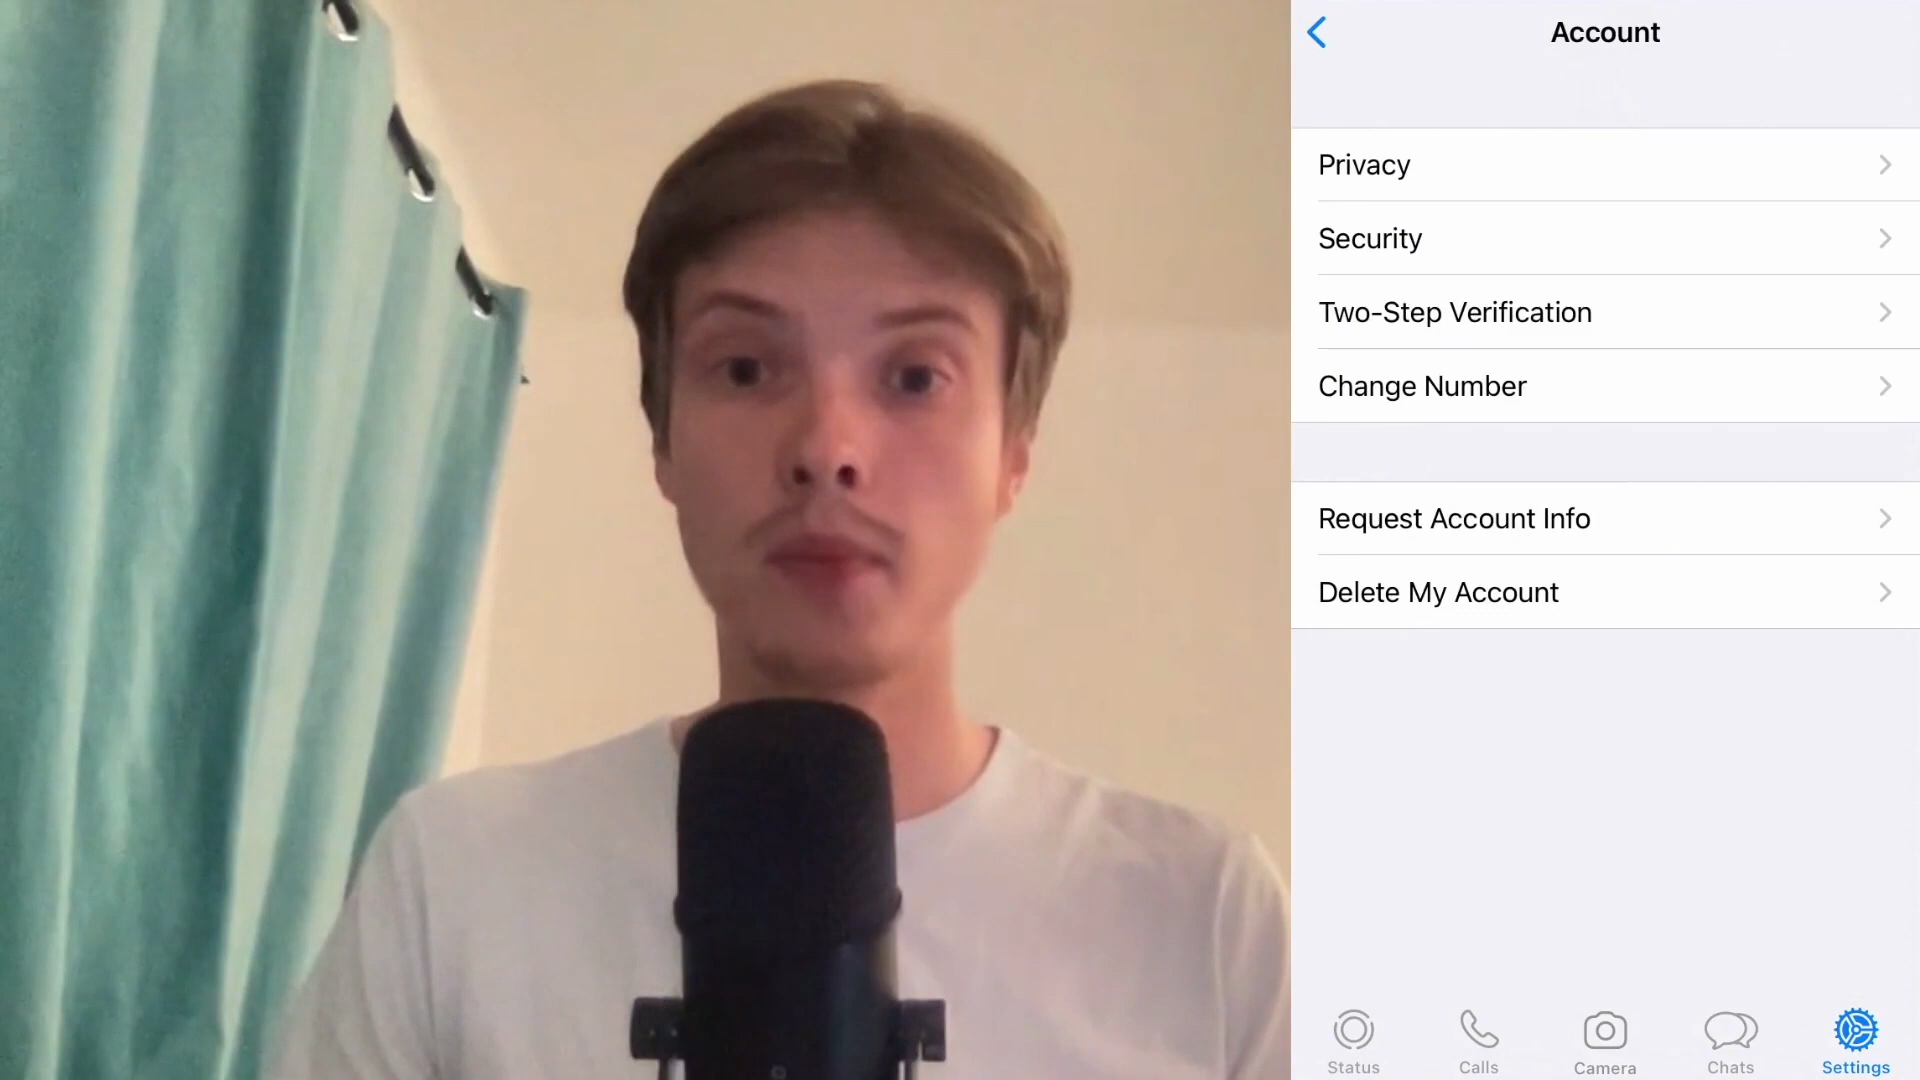 Account
Privacy
Security
Two-Step Verification
Change Number
Request Account Info
Delete My Account
Status
Calls
Camera
Chats
Settings